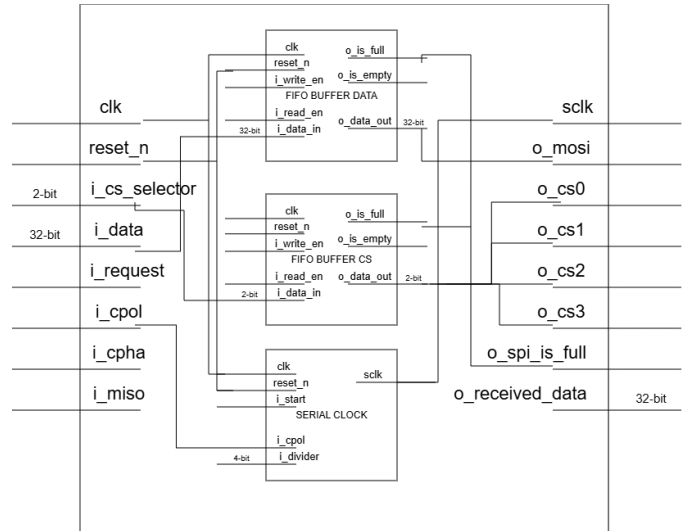 clk
reset_n
2-bit
i_cs_selector
32-bit
i_data
i_request
i_cpol
i_cpha
i_miso
clk
o_is_full
reset_n
i_write_en
o_is_empty
FIFO BUFFER DATA
i_read_en
32-bit
i_data_in
o_data_out
32-bit
clk
o_is_full
reset_n
i_write_en
o_is_empty
FIFO BUFFER CS
i_read_en
2-bit
i_data_in
o_data_out
2-bit
clk
sclk
reset_n
i_start
SERIAL CLOCK
i_cpol
4-bit
i_divider
sclk
o_mosi
o_cs0
o_cs1
o_cs2
o_cs3
o_spi_is_full
o_received_data
32-bit